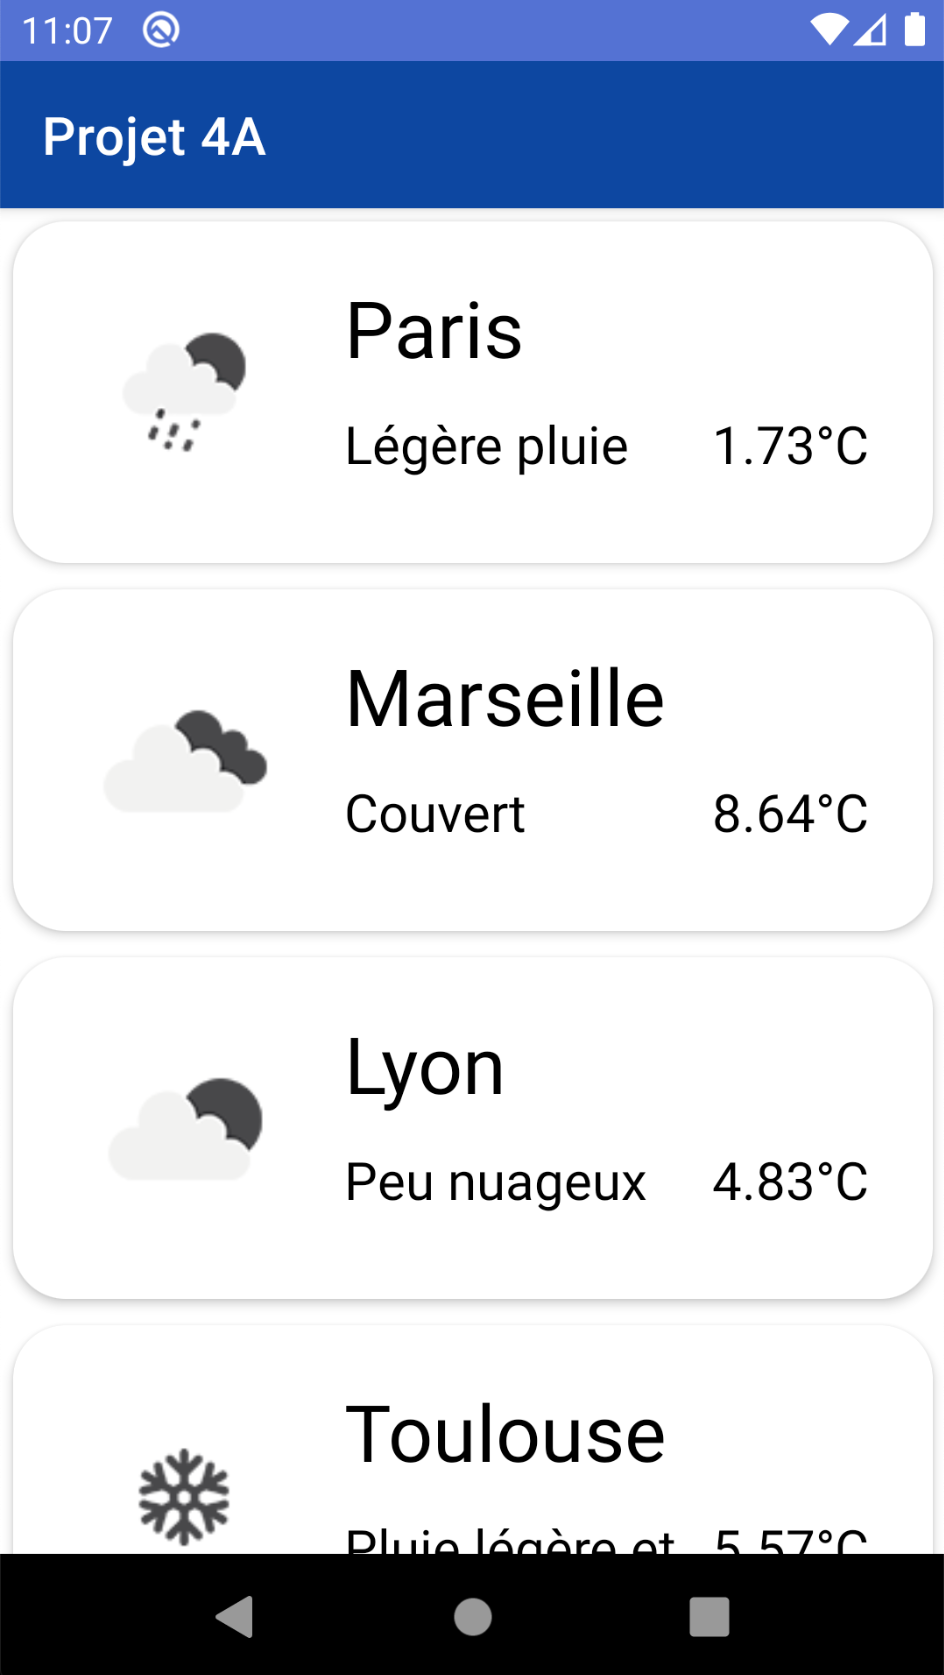 11:07
Projet 4A
Paris
Légère pluie 1.73°C
Marseille
Couvert 8.64°C
Lyon
Peu nuageux 4.83°C
Toulouse
Pluie légère et 5.57°C